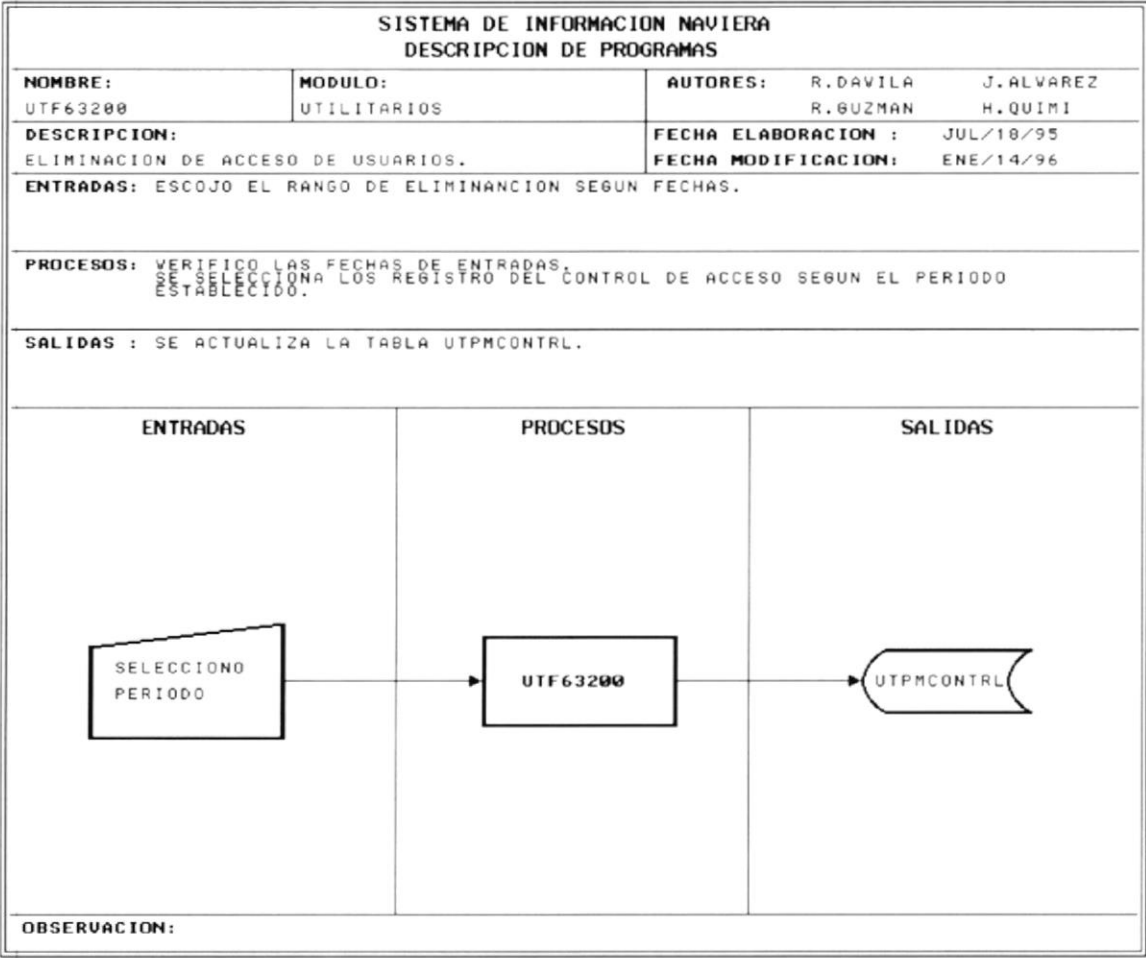 SISTEMA DE INFORMACION NAVIERA
DESCRIPCION DE PROGRAMAS
NOMBRE: MODULO: AUTORES: R.DAVILA J.ALVAREZ
UTF63200 UTILITARIOS R.GUZMAN H.QUIMI
DESCRIPCION: FECHA ELABORACION : JUL/18/95
ELIMINACION DE ACCESO DE USUARIOS. FECHA MODIFICACION: ENE/14/96
ENTRADAS: ESCOJO EL RANGO DE ELIMINANCION SEGUN FECHAS.
PROCESOS: VERIFICO LAS FECHAS DE ENTRADAS.
SE SELECCIONA LOS REGISTRO DEL CONTROL DE ACCESO SEGUN EL PERIODO
ESTABLECIDO.
SALIDAS : SE ACTUALIZA LA TABLA UTPMCONTRL.
ENTRADAS PROCESOS SALIDAS
SELECCIONO
PERIODO
UTF63200
UTPMCONTRL
OBSERVACION: